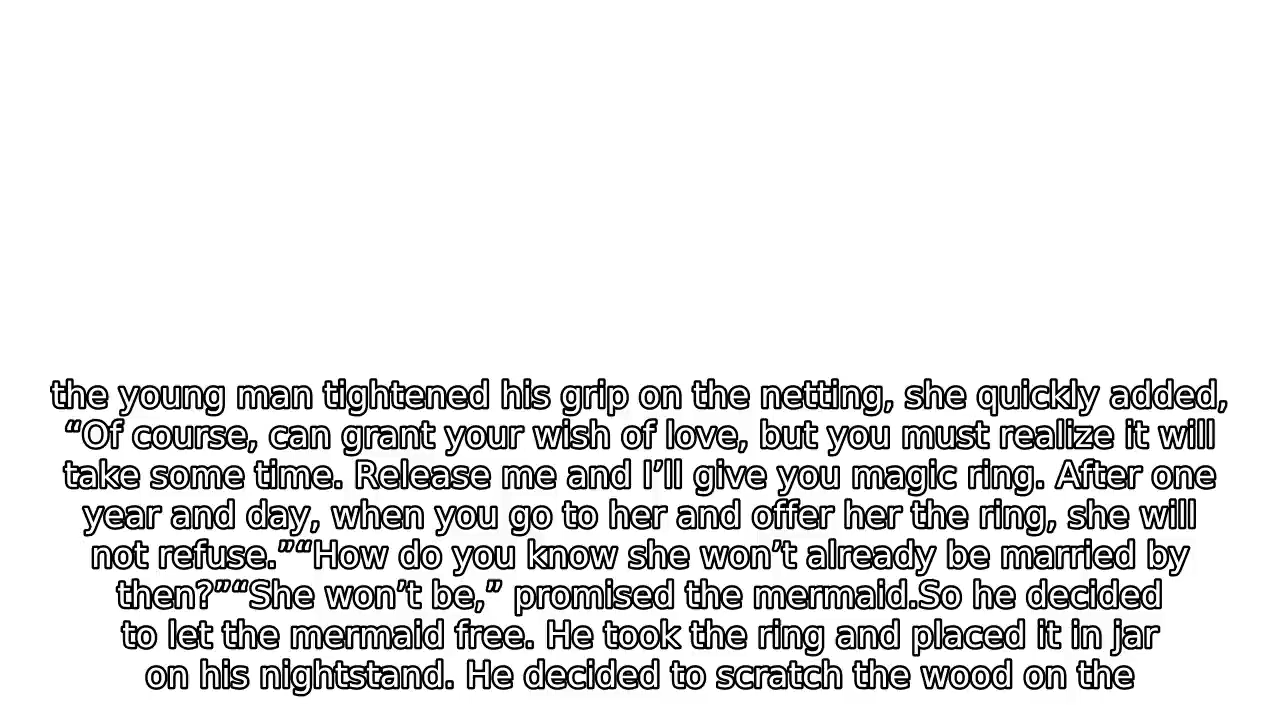 the young man tightened his grip on the netting, she quickly added,
“Of course, can grant your wish of love, but you must realize it will
take some time. Release me and I’ll give you magic ring. After one
year and day, when you go to her and offer her the ring, she will
not refuse.”“How do you know she won’t already be married by
then?”“She won’t be,” promised the mermaid.So he decided
to let the mermaid free. He took the ring and placed it in jar
on his nightstand. He decided to scratch the wood on the